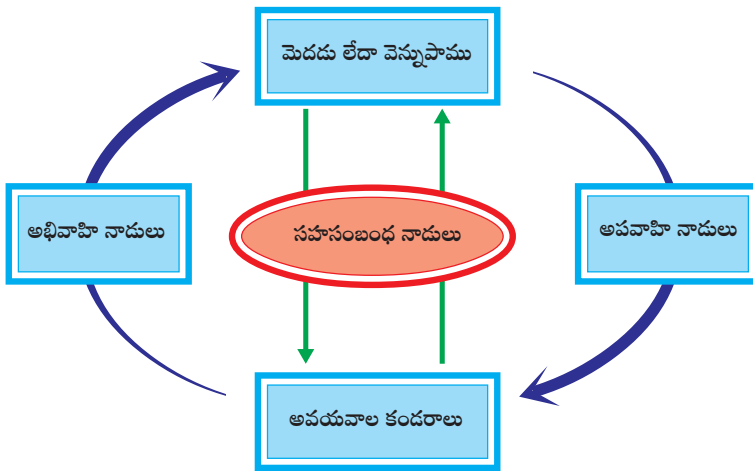 మెదడు లేదా వెన్నుపాము
అభివాహి నాడులు
సహసంబంధ నాడులు
అపవాహి నాడులు
అవయవాల కండరాలు